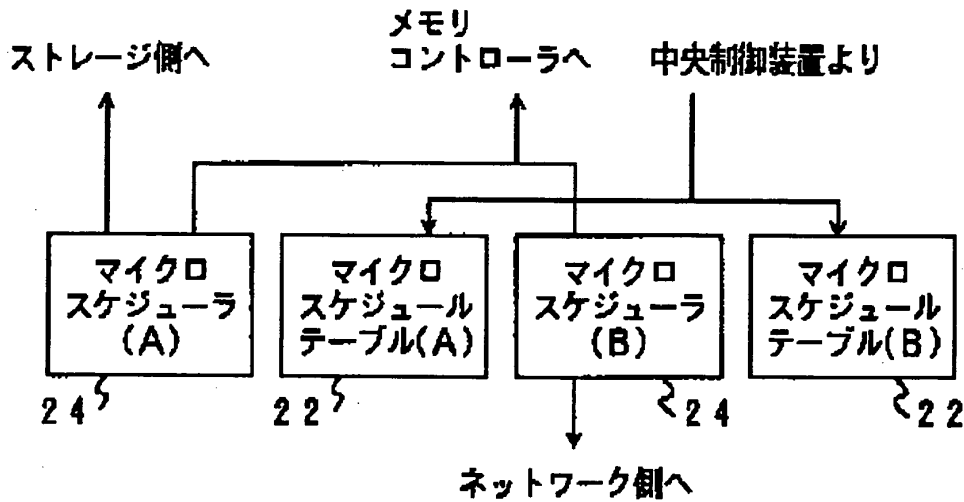 ストレージ側へ
メモリ
コントローラへ
中央制御装置より
マイクロ
スケジューラ
(A)
マイクロ
スケジュール
テーブル(A)
マイクロ
スケジューラ
(B)
マイクロ
スケジュール
テーブル(B)
24
22
24
22
ネットワーク側へ